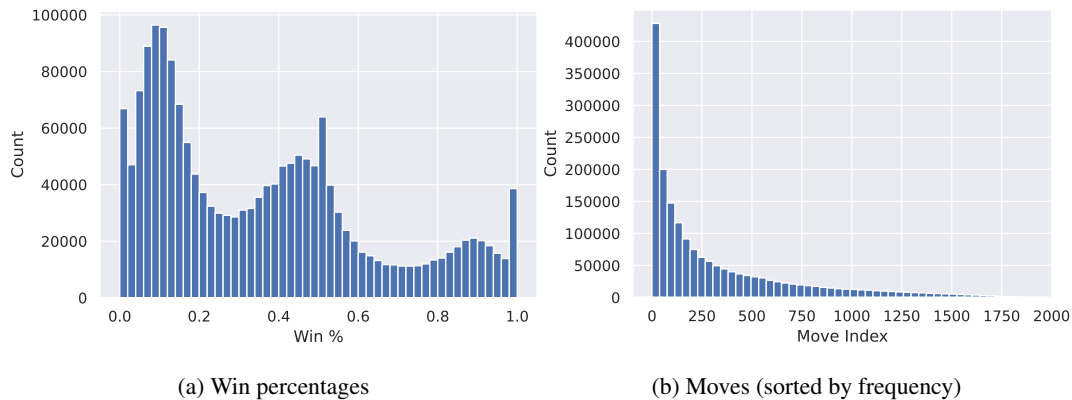 100000
80000
60000
40000
20000
0
Count
0.0 0.2 0.4 0.6 0.8 1.0
Win %
(a) Win percentages
400000
350000
300000
250000
200000
150000
100000
50000
0
Count
0 250 500 750 1000 1250 1500 1750 2000
Move Index
(b) Moves (sorted by frequency)